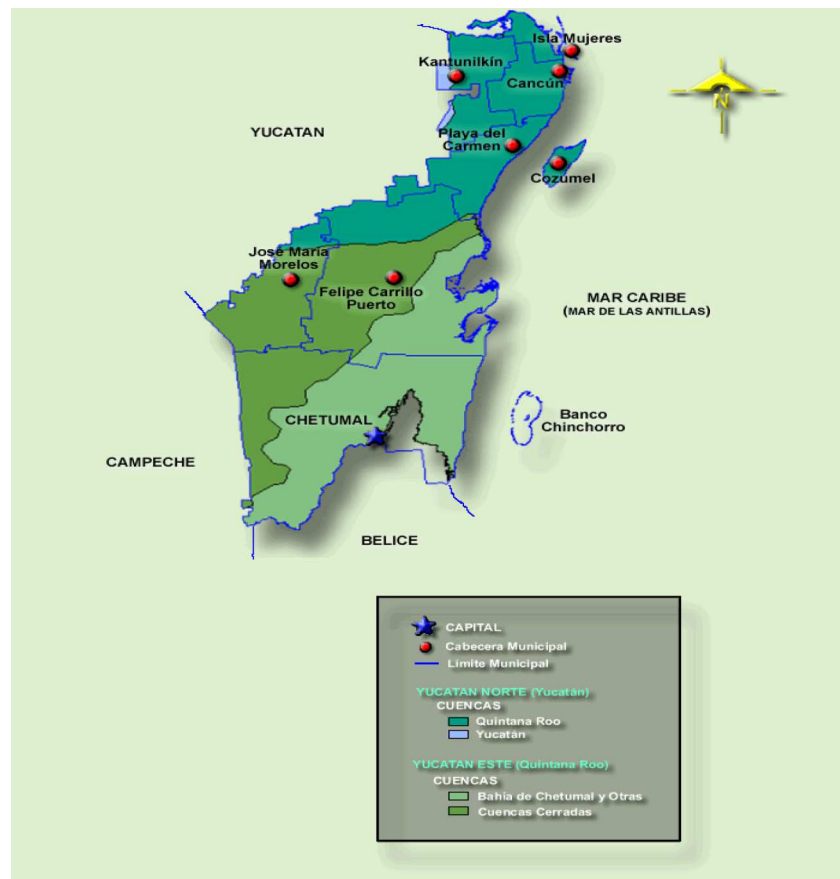 Isla Mujeres
Kantunilkín
Cancún
N
YUCATAN
Playa del
Carmen
Cozumel
José María
Morelos
Felipe Carrillo
Puerto
MAR CARIBE
(MAR DE LAS ANTILLAS)
CHETUMAL
Banco
Chinchorro
CAMPECHE
BELICE
CAPITAL
Cabecera Municipal
Límite Municipal
YUCATAN NORTE (Yucatán)
CUENCAS
Quintana Roo
Yucatán
YUCATAN ESTE (Quintana Roo)
CUENCAS
Bahía de Chetumal y Otras
Cuencas Cerradas